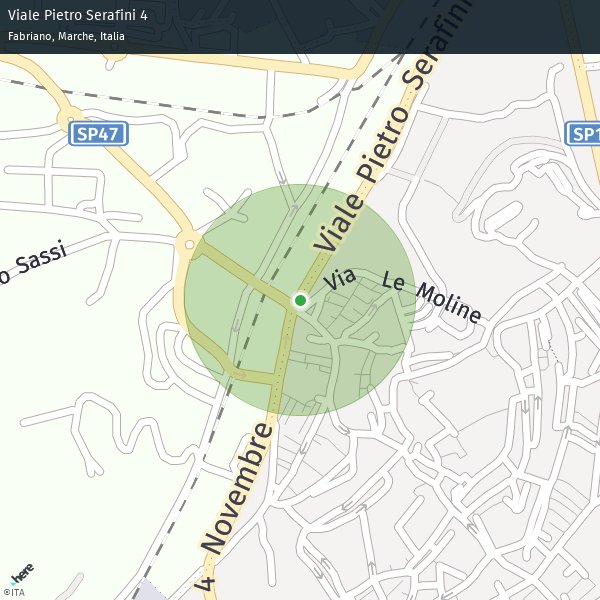 Viale Pietro Serafini 4
Fabriano, Marche, Italia
SP47
SP1
Viale Pietro Serafini
o Sassi
Via Le Moline
4 Novembre
here
©ITA